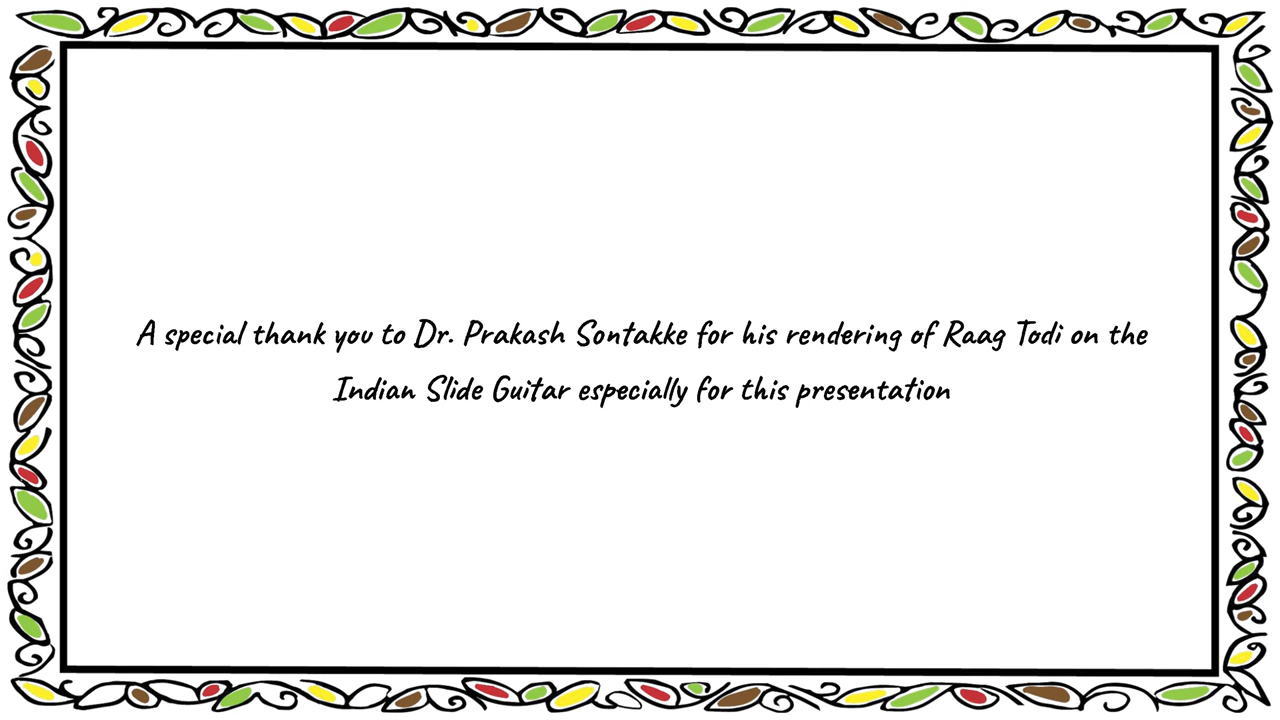 A special thank you to Dr. Prakash Sontakke for his rendering of Raag Todi on the
Indian Slide Guitar especially for this presentation